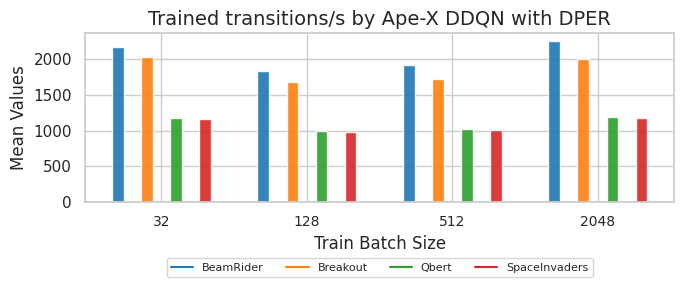 Trained transitions/s by Ape-X DDQN with DPER
Mean Values
2000
1500
1000
500
0
32 128 512 2048
Train Batch Size
BeamRider Breakout Qbert SpaceInvaders